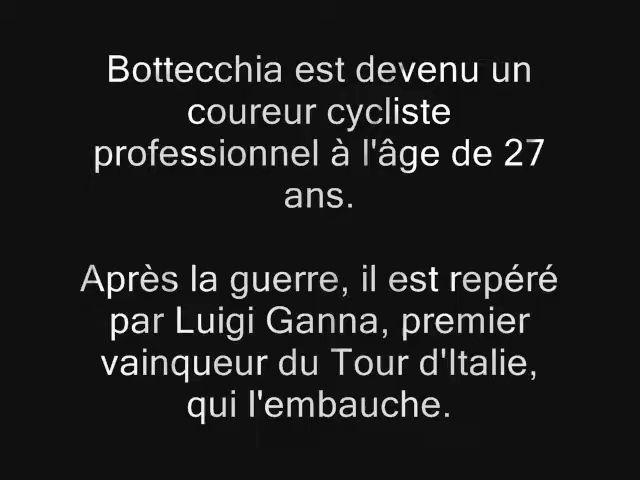 Bottecchia est devenu un
coureur cycliste
professionnel à l'âge de 27
ans.
Après la guerre, il est repéré
par Luigi Ganna, premier
vainqueur du Tour d'Italie,
qui l'embauche.